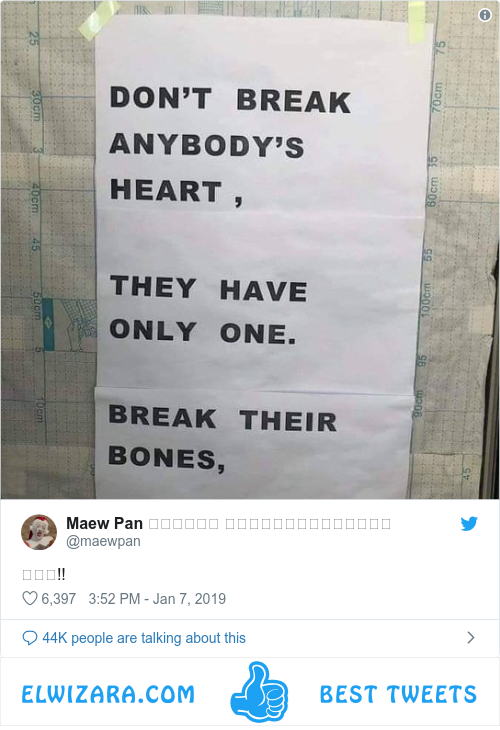 DON'T BREAK
ANYBODY'S
HEART ,
THEY HAVE
ONLY ONE.
BREAK THEIR
BONES,
Maew Pan
@maewpan
!!
6,397 3:52 PM - Jan 7, 2019
44K people are talking about this
ELWIZARA.COM BEST TWEETS